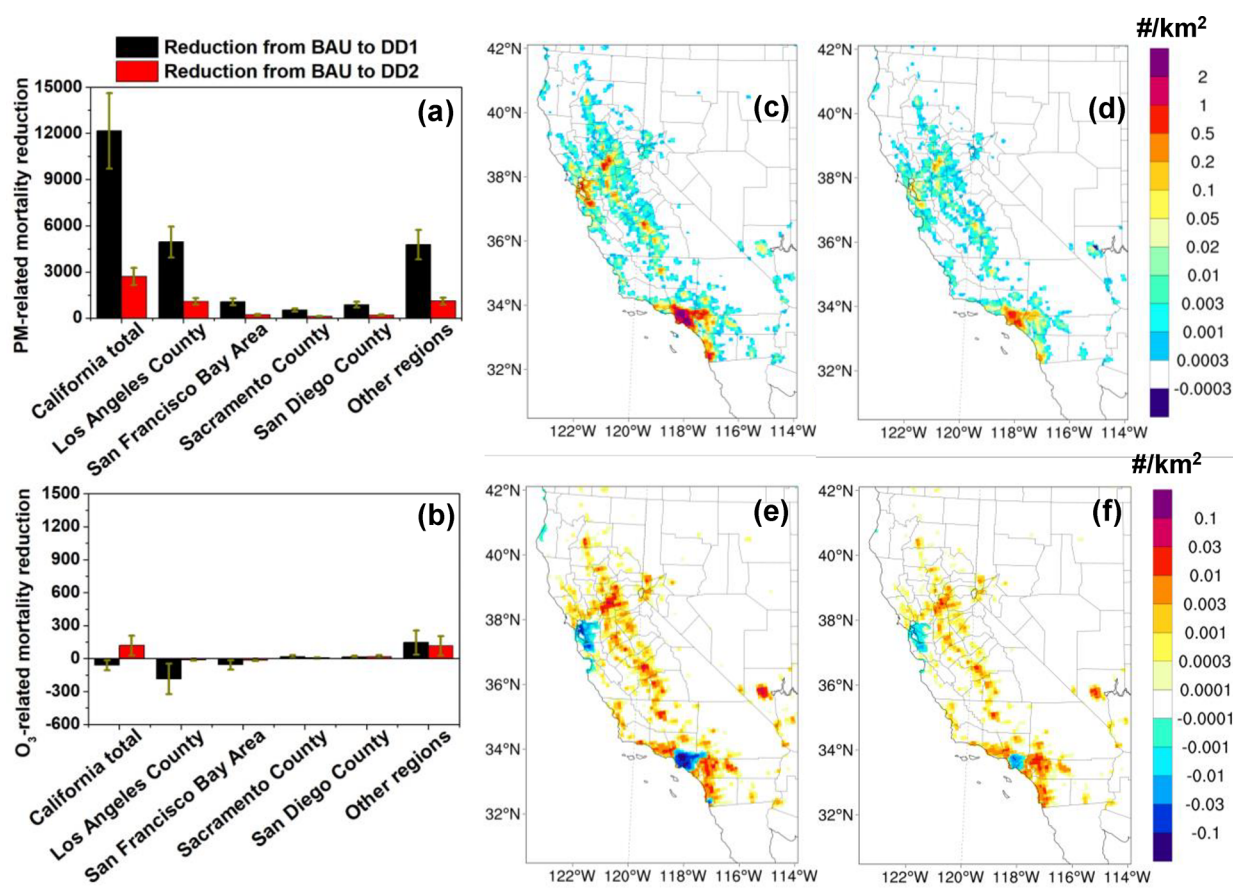 Reduction from BAU to DD1
Reduction from BAU to DD2
PM-related mortality reduction
15000
12000
9000
6000
3000
0
(a)
California total
Los Angeles County
San Francisco Bay Area
Sacramento County
San Diego County
Other regions
(c)
42°N
40°N
38°N
36°N
34°N
32°N
122°W 120°W 118°W 116°W 114°W
(d)
42°N
40°N
38°N
36°N
34°N
32°N
122°W 120°W 118°W 116°W 114°W
#/km²
2
1
0.5
0.2
0.1
0.05
0.02
0.01
0.003
0.001
0.0003
-0.0003
O₃-related mortality reduction
1500
1200
900
600
300
0
-300
-600
(b)
California total
Los Angeles County
San Francisco Bay Area
Sacramento County
San Diego County
Other regions
(e)
42°N
40°N
38°N
36°N
34°N
32°N
122°W 120°W 118°W 116°W 114°W
(f)
42°N
40°N
38°N
36°N
34°N
32°N
122°W 120°W 118°W 116°W 114°W
#/km²
0.1
0.03
0.01
0.003
0.001
0.0003
0.0001
-0.0001
-0.001
-0.01
-0.03
-0.1